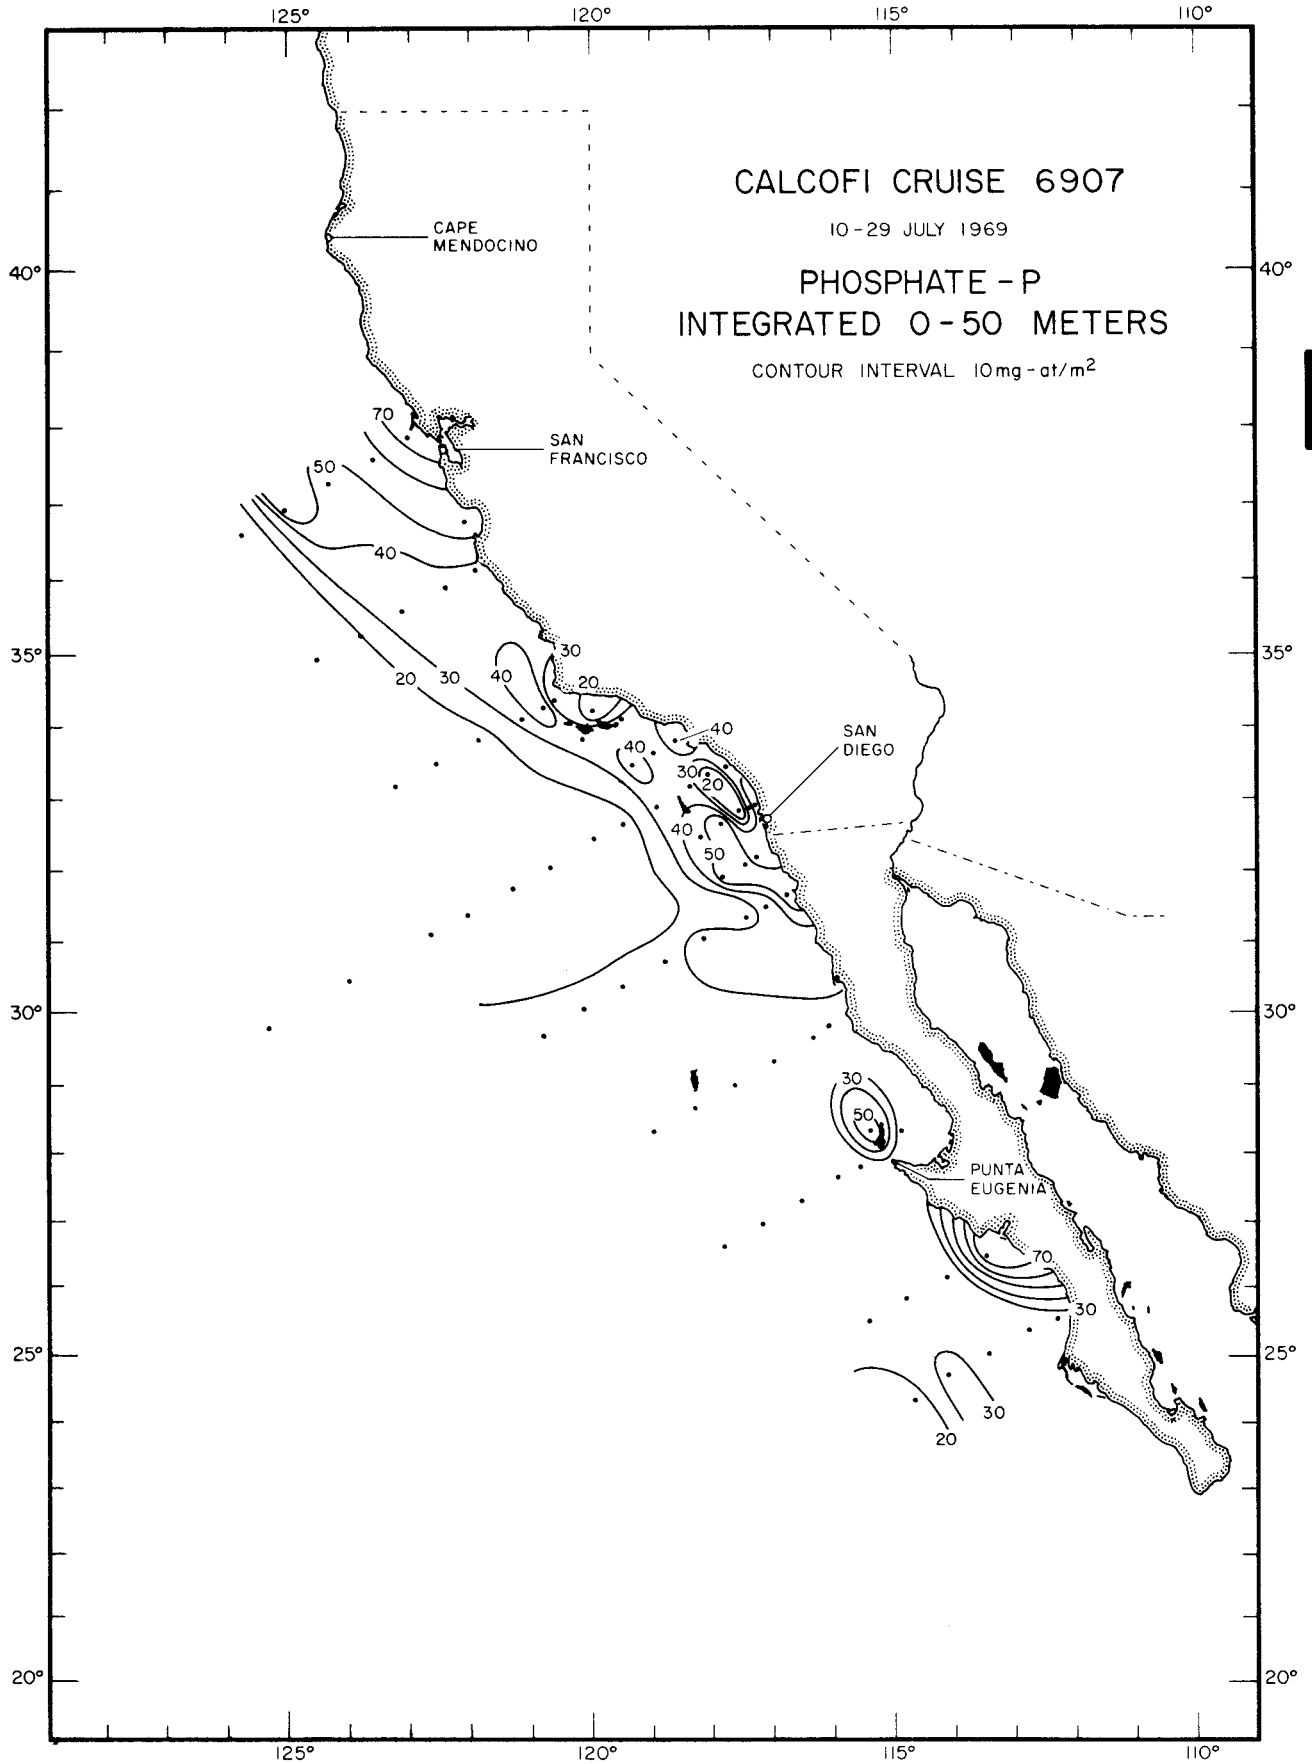 125°
120°
115°
110°
CALCOFI CRUISE 6907
10-29 JULY 1969
PHOSPHATE-P
INTEGRATED 0-50 METERS
CONTOUR INTERVAL 10mg-at/m²
CAPE
MENDOCINO
40°
40°
70
SAN
FRANCISCO
50
40
35°
35°
30
20
30
40
20
SAN
DIEGO
40
40
30
20
40
50
30°
30°
30
50
PUNTA
EUGENIA
70
30
25°
25°
30
20
20°
20°
125°
120°
115°
110°